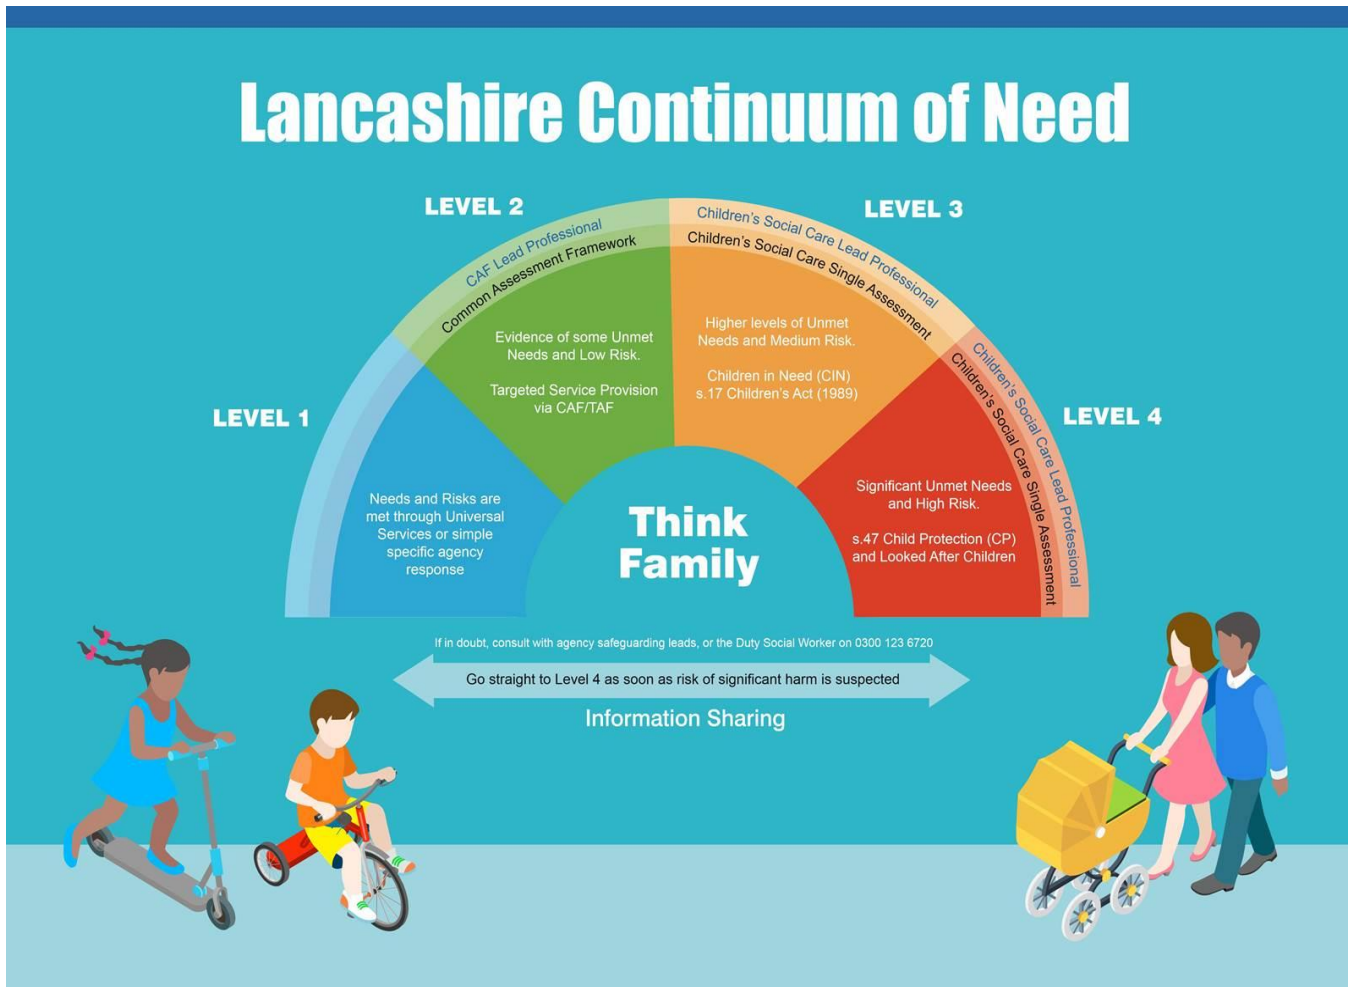 Lancashire Continuum of Need
LEVEL 1
Needs and Risks are
met through Universal
Services or simple
specific agency
response
LEVEL 2
CAF Lead Professional
Common Assessment Framework
Evidence of some Unmet
Needs and Low Risk.
Targeted Service Provision
via CAF/TAF
LEVEL 3
Children's Social Care Lead Professional
Children's Social Care Single Assessment
Higher levels of Unmet
Needs and Medium Risk.
Children in Need (CIN)
s.17 Children's Act (1989)
LEVEL 4
Children's Social Care Lead Professional
Children's Social Care Single Assessment
Significant Unmet Needs
and High Risk.
s.47 Child Protection (CP)
and Looked After Children
Think
Family
If in doubt, consult with agency safeguarding leads, or the Duty Social Worker on 0300 123 6720
Go straight to Level 4 as soon as risk of significant harm is suspected
Information Sharing